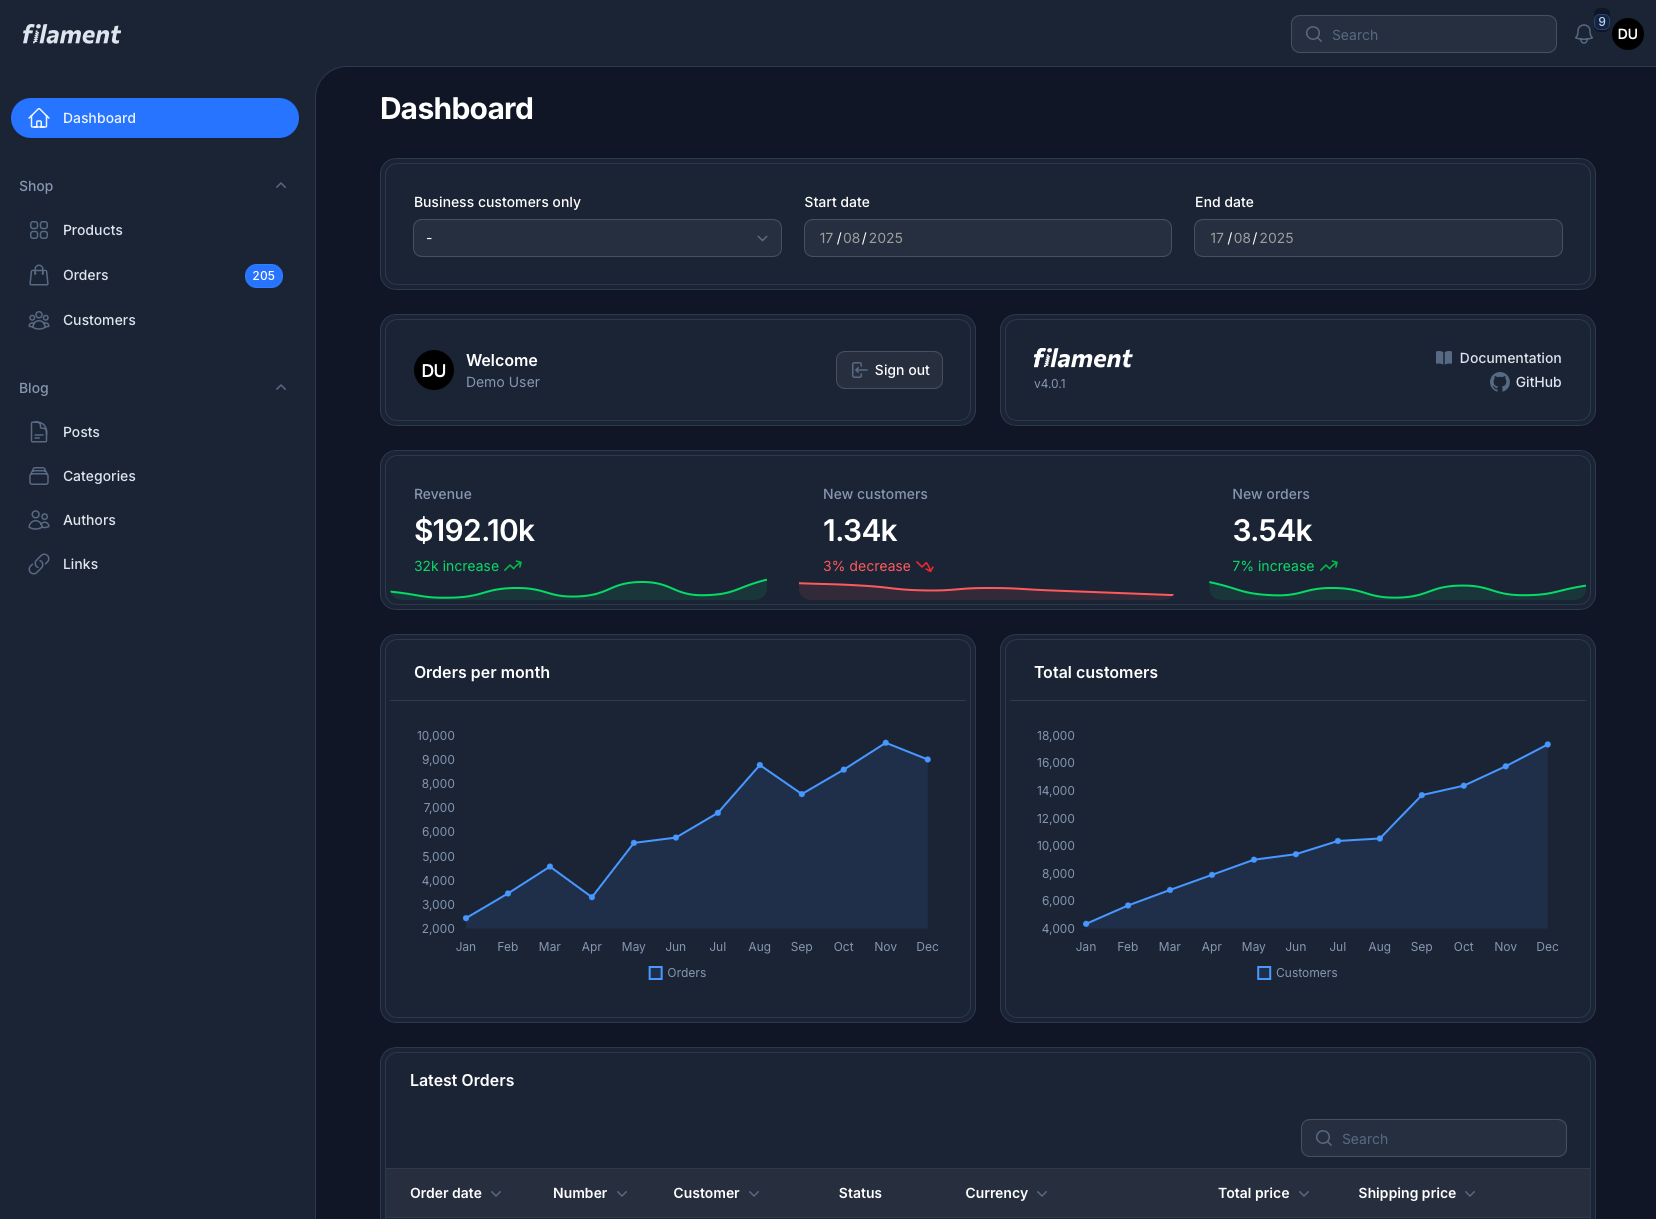 filament
Search
9
DU
Dashboard
Shop
Products
Orders
205
Customers
Blog
Posts
Categories
Authors
Links
Dashboard
Business customers only
Start date
End date
-
17/08/2025
17/08/2025
DU
Welcome
Demo User
Sign out
filament
v4.0.1
Documentation
GitHub
Revenue
$192.10k
32k increase
New customers
1.34k
3% decrease
New orders
3.54k
7% increase
Orders per month
10,000
9,000
8,000
7,000
6,000
5,000
4,000
3,000
2,000
Jan Feb Mar Apr May Jun Jul Aug Sep Oct Nov Dec
Orders
Total customers
18,000
16,000
14,000
12,000
10,000
8,000
6,000
4,000
Jan Feb Mar Apr May Jun Jul Aug Sep Oct Nov Dec
Customers
Latest Orders
Search
Order date Number Customer Status Currency Total price Shipping price